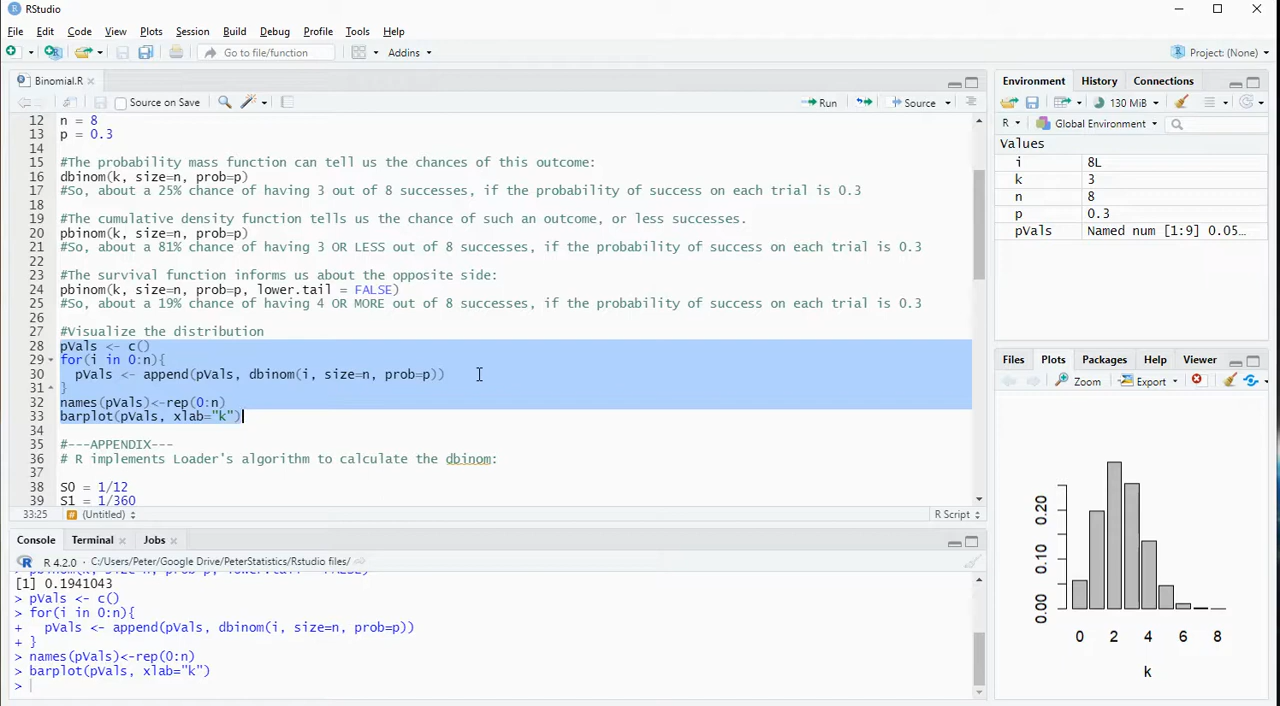 RStudio
File Edit Code View Plots Session Build Debug Profile Tools Help
Go to file/function Addins Project: (None)
Binomial.R
Source on Save Run Source
12 n = 8
13 p = 0.3
14
15 #The probability mass function can tell us the chances of this outcome:
16 dbinom(k, size=n, prob=p)
17 #So, about a 25% chance of having 3 out of 8 successes, if the probability of success on each trial is 0.3
18
19 #The cumulative density function tells us the chance of such an outcome, or less successes.
20 pbinom(k, size=n, prob=p)
21 #So, about a 81% chance of having 3 OR LESS out of 8 successes, if the probability of success on each trial is 0.3
22
23 #The survival function informs us about the opposite side:
24 pbinom(k, size=n, prob=p, lower.tail = FALSE)
25 #So, about a 19% chance of having 4 OR MORE out of 8 successes, if the probability of success on each trial is 0.3
26
27 #Visualize the distribution
28 pVals <- c()
29 for(i in 0:n){
30 pVals <- append(pVals, dbinom(i, size=n, prob=p))
31 }
32 names(pVals)<-rep(0:n)
33 barplot(pVals, xlab="k")
34
35 #---APPENDIX---
36 # R implements Loader's algorithm to calculate the dbinom:
37
38 S0 = 1/12
39 S1 = 1/360
33:25 # (Untitled) R Script
Console Terminal Jobs
R 4.2.0 · C:/Users/Peter/Google Drive/PeterStatistics/Rstudio files/
[1] 0.1941043
> pVals <- c()
> for(i in 0:n){
+ pVals <- append(pVals, dbinom(i, size=n, prob=p))
+ }
> names(pVals)<-rep(0:n)
> barplot(pVals, xlab="k")
>
Environment History Connections
130 MiB
R Global Environment
Values
i 8L
k 3
n 8
p 0.3
pVals Named num [1:9] 0.05…
Files Plots Packages Help Viewer
Zoom Export
0.20
0.10
0.00
0 2 4 6 8
k